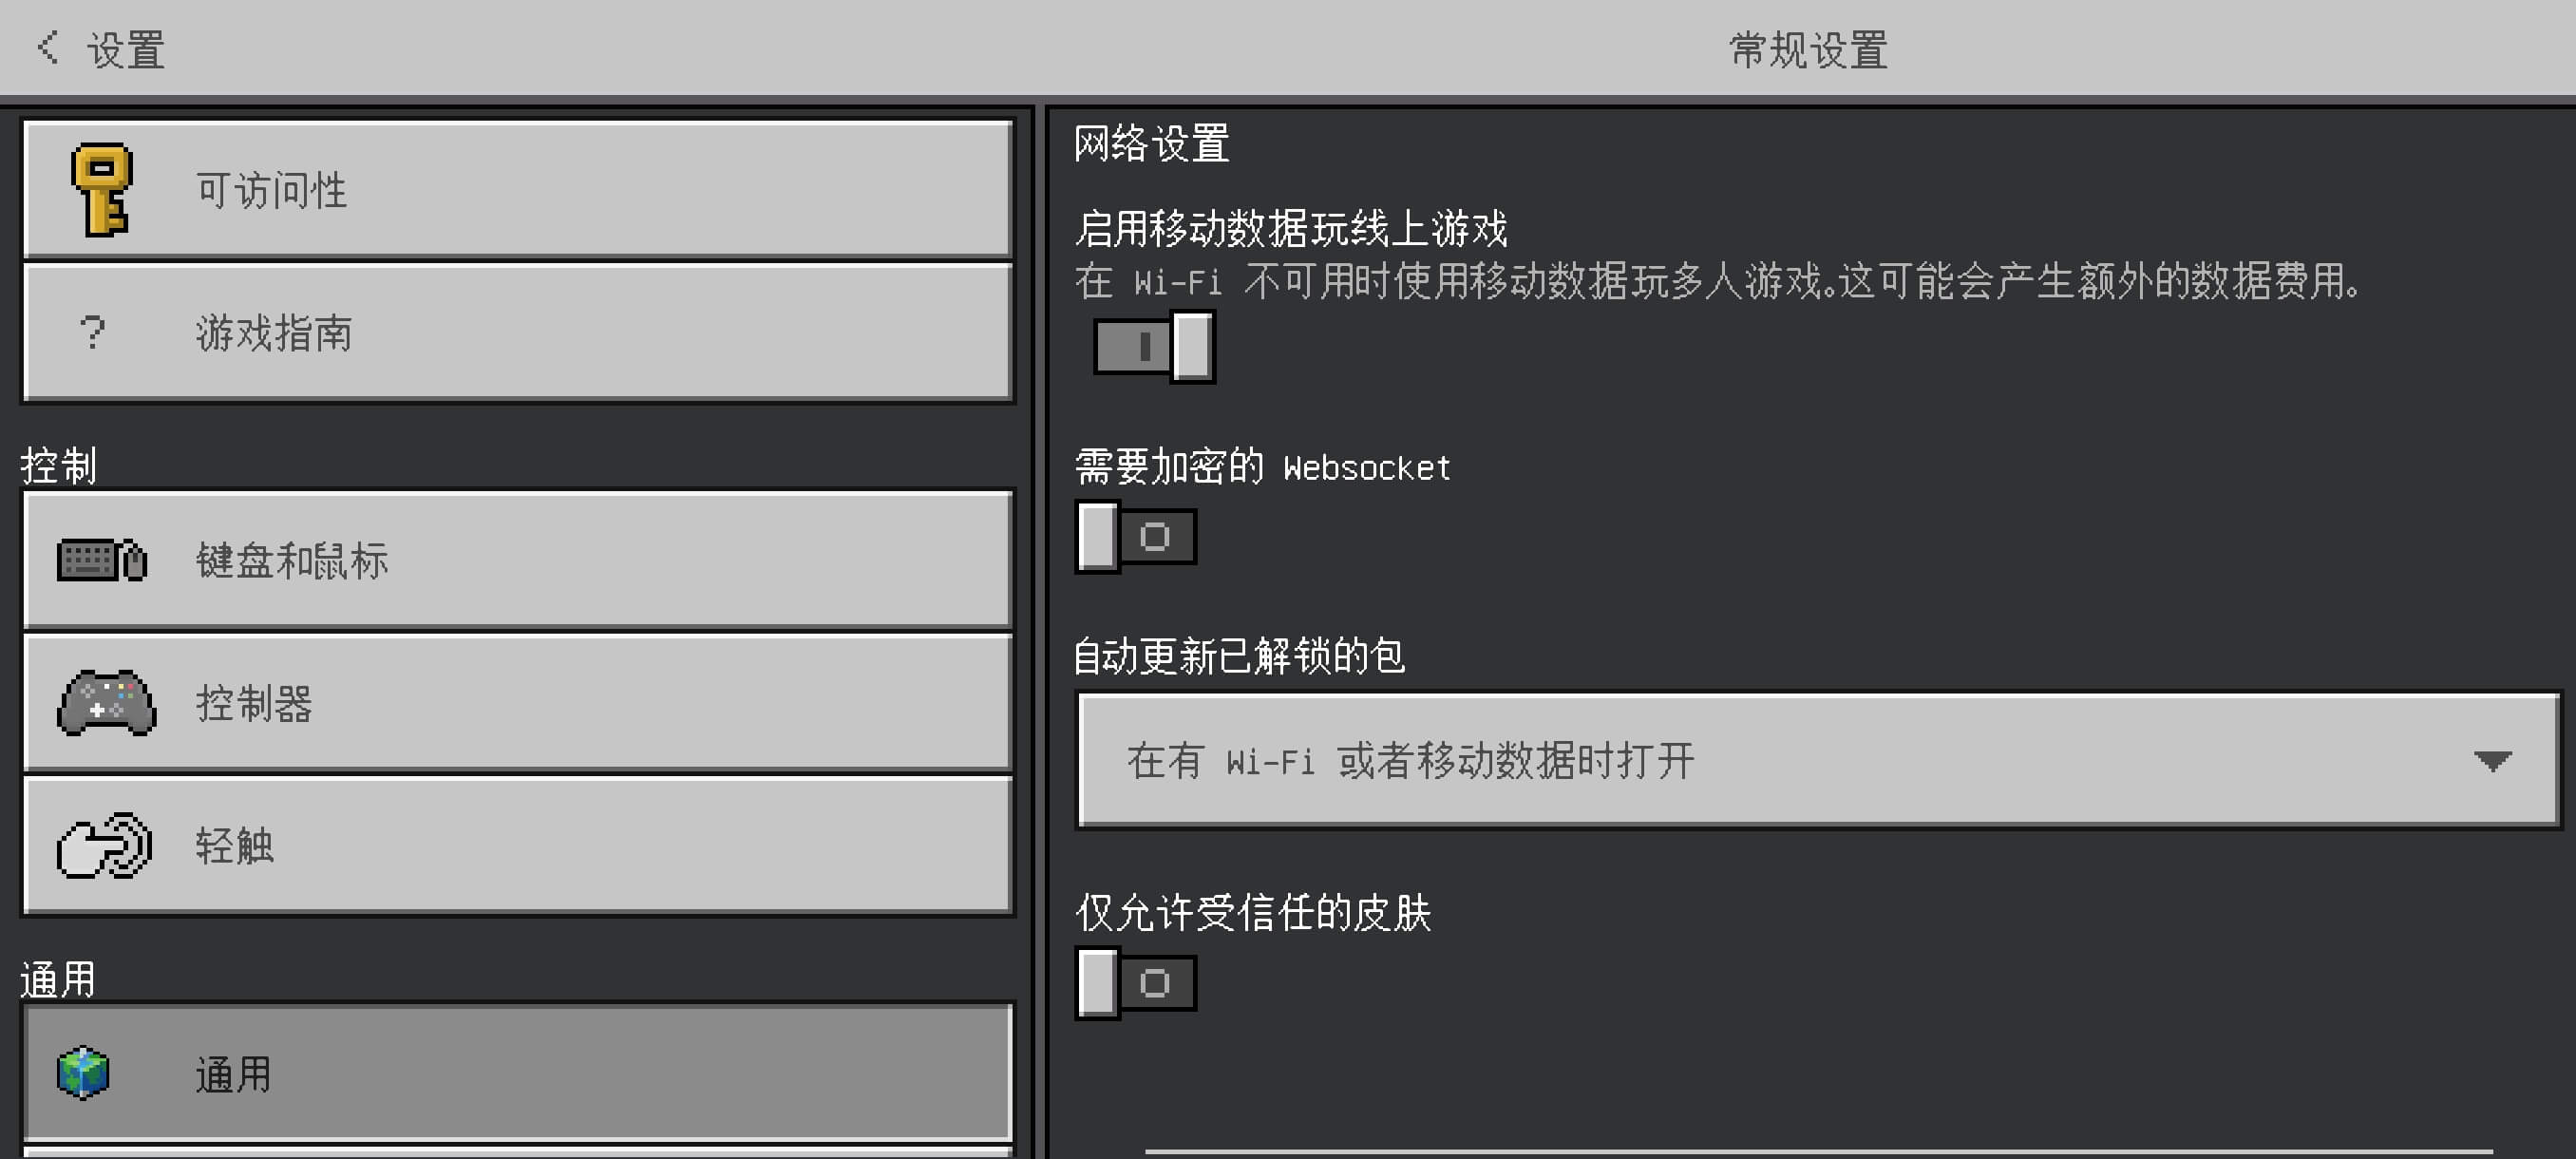 设置
常规设置
可访问性
? 游戏指南
控制
键盘和鼠标
控制器
轻触
通用
通用
网络设置
启用移动数据玩线上游戏
在 Wi-Fi 不可用时使用移动数据玩多人游戏。这可能会产生额外的数据费用。
需要加密的 Websocket
自动更新已解锁的包
在有 Wi-Fi 或者移动数据时打开
仅允许受信任的皮肤